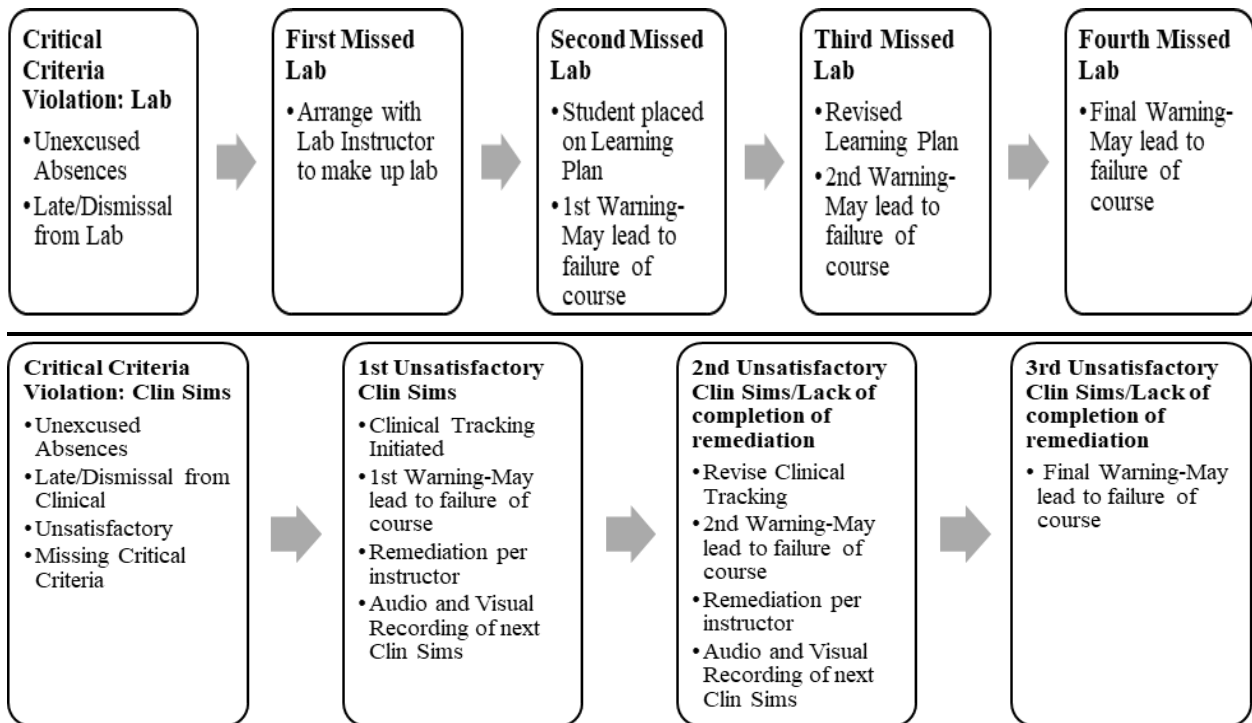 Critical
Criteria
Violation: Lab
•Unexcused
Absences
•Late/Dismissal
from Lab
First Missed
Lab
•Arrange with
Lab Instructor
to make up lab
Second Missed
Lab
•Student placed
on Learning
Plan
•1st Warning-
May lead to
failure of
course
Third Missed
Lab
•Revised
Learning Plan
•2nd Warning-
May lead to
failure of
course
Fourth Missed
Lab
•Final Warning-
May lead to
failure of
course
Critical Criteria
Violation: Clin Sims
•Unexcused
Absences
•Late/Dismissal from
Clinical
•Unsatisfactory
•Missing Critical
Criteria
1st Unsatisfactory
Clin Sims
•Clinical Tracking
Initiated
•1st Warning-May
lead to failure of
course
•Remediation per
instructor
•Audio and Visual
Recording of next
Clin Sims
2nd Unsatisfactory
Clin Sims/Lack of
completion of
remediation
•Revise Clinical
Tracking
•2nd Warning-May
lead to failure of
course
•Remediation per
instructor
•Audio and Visual
Recording of next
Clin Sims
3rd Unsatisfactory
Clin Sims/Lack of
completion of
remediation
• Final Warning-May
lead to failure of
course